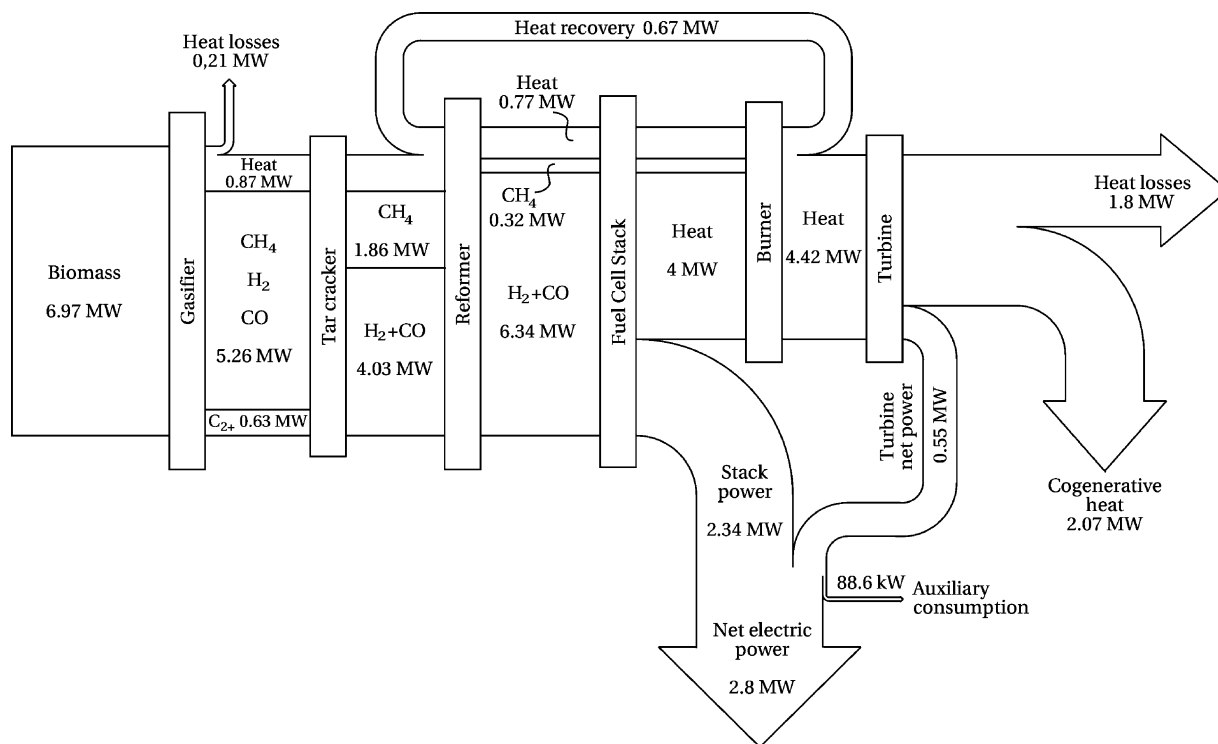 Heat recovery 0.67 MW
Heat losses
0,21 MW
Heat
0.77 MW
Heat
0.87 MW
CH₄
H₂
CO
5.26 MW
C₂₊ 0.63 MW
Biomass
6.97 MW
Gasifier
Tar cracker
CH₄
1.86 MW
H₂+CO
4.03 MW
Reformer
CH₄
0.32 MW
H₂+CO
6.34 MW
Fuel Cell Stack
Heat
4 MW
Burner
Heat
4.42 MW
Turbine
Heat losses
1.8 MW
Turbine
net power
0.55 MW
Cogenerative
heat
2.07 MW
Stack
power
2.34 MW
88.6 kW
Auxiliary
consumption
Net electric
power
2.8 MW